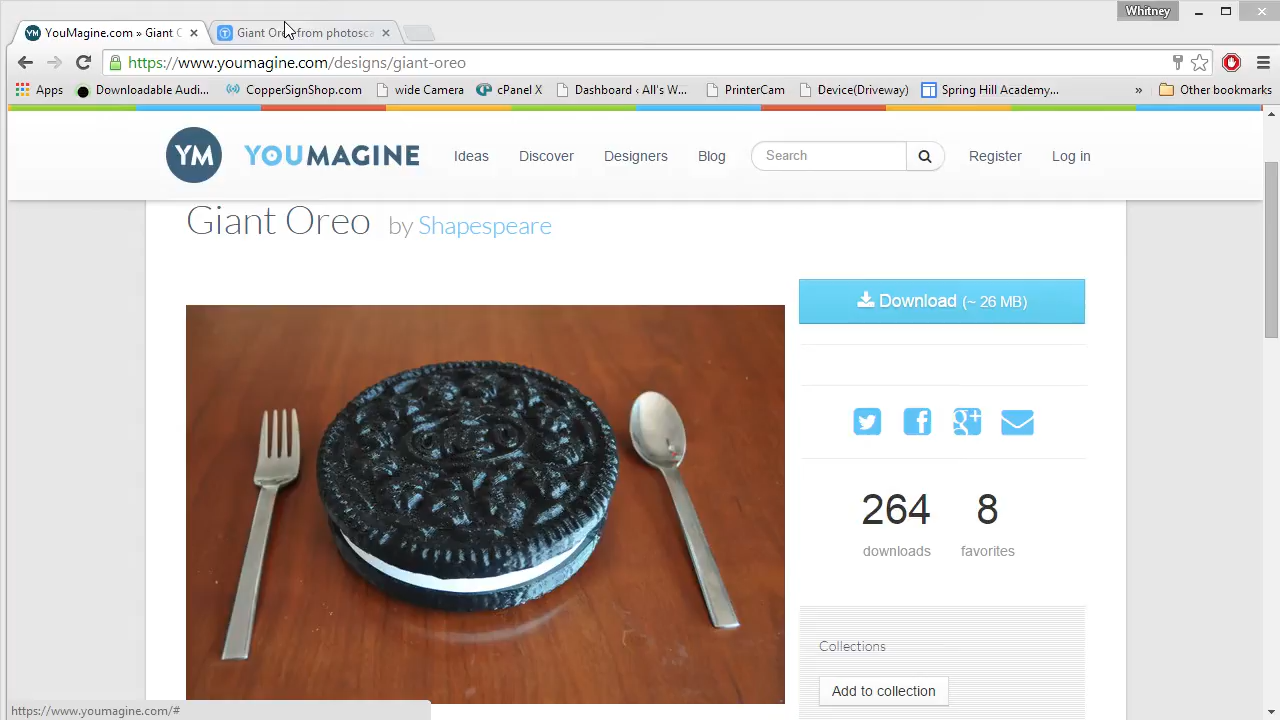 Whitney
YouMagine.com » Giant O
Giant Oreo from photosca
https://www.youmagine.com/designs/giant-oreo
Apps
Downloadable Audi...
CopperSignShop.com
wide Camera
cPanel X
Dashboard ‹ All's W...
PrinterCam
Device(Driveway)
Spring Hill Academy...
»
Other bookmarks
YM
YOUMAGINE
Ideas
Discover
Designers
Blog
Search
Register
Log in
Giant Oreo by Shapespeare
Download (~ 26 MB)
264
8
downloads
favorites
OREO
Collections
Add to collection
https://www.youmagine.com/#